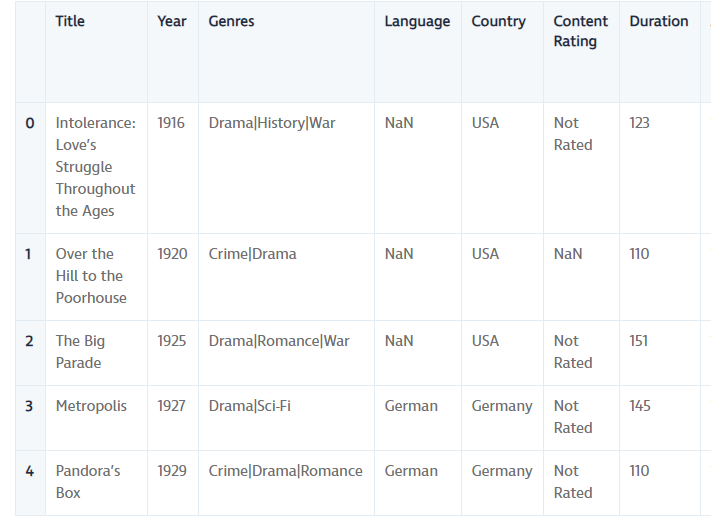 Title Year Genres Language Country Content Rating Duration
0 Intolerance: Love's Struggle Throughout the Ages 1916 Drama|History|War NaN USA Not Rated 123
1 Over the Hill to the Poorhouse 1920 Crime|Drama NaN USA NaN 110
2 The Big Parade 1925 Drama|Romance|War NaN USA Not Rated 151
3 Metropolis 1927 Drama|Sci-Fi German Germany Not Rated 145
4 Pandora's Box 1929 Crime|Drama|Romance German Germany Not Rated 110